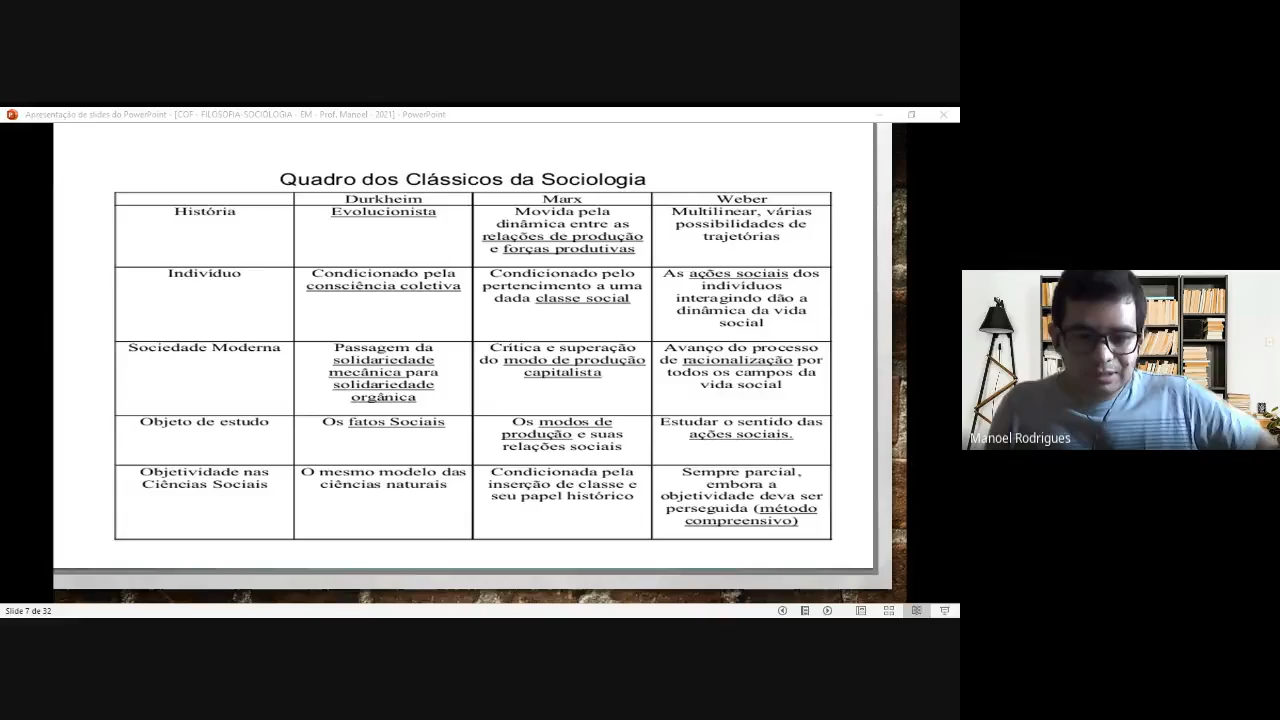 Apresentação de slides do PowerPoint - [COF - FILOSOFIA-SOCIOLOGIA - EM - Prof. Manoel - 2021] - PowerPoint
Quadro dos Clássicos da Sociologia
Durkheim
Marx
Weber
História
Evolucionista
Movida pela
dinâmica entre as
relações de produção
e forças produtivas
Multilinear, várias
possibilidades de
trajetórias
Indivíduo
Condicionado pela
consciência coletiva
Condicionado pelo
pertencimento a uma
dada classe social
As ações sociais dos
indivíduos
interagindo dão a
dinâmica da vida
social
Sociedade Moderna
Passagem da
solidariedade
mecânica para
solidariedade
orgânica
Crítica e superação
do modo de produção
capitalista
Avanço do processo
de racionalização por
todos os campos da
vida social
Objeto de estudo
Os fatos Sociais
Os modos de
produção e suas
relações sociais
Estudar o sentido das
ações sociais.
Objetividade nas
Ciências Sociais
O mesmo modelo das
ciências naturais
Condicionada pela
inserção de classe e
seu papel histórico
Sempre parcial,
embora a
objetividade deva ser
perseguida (método
compreensivo)
Slide 7 de 32
Manoel Rodrigues